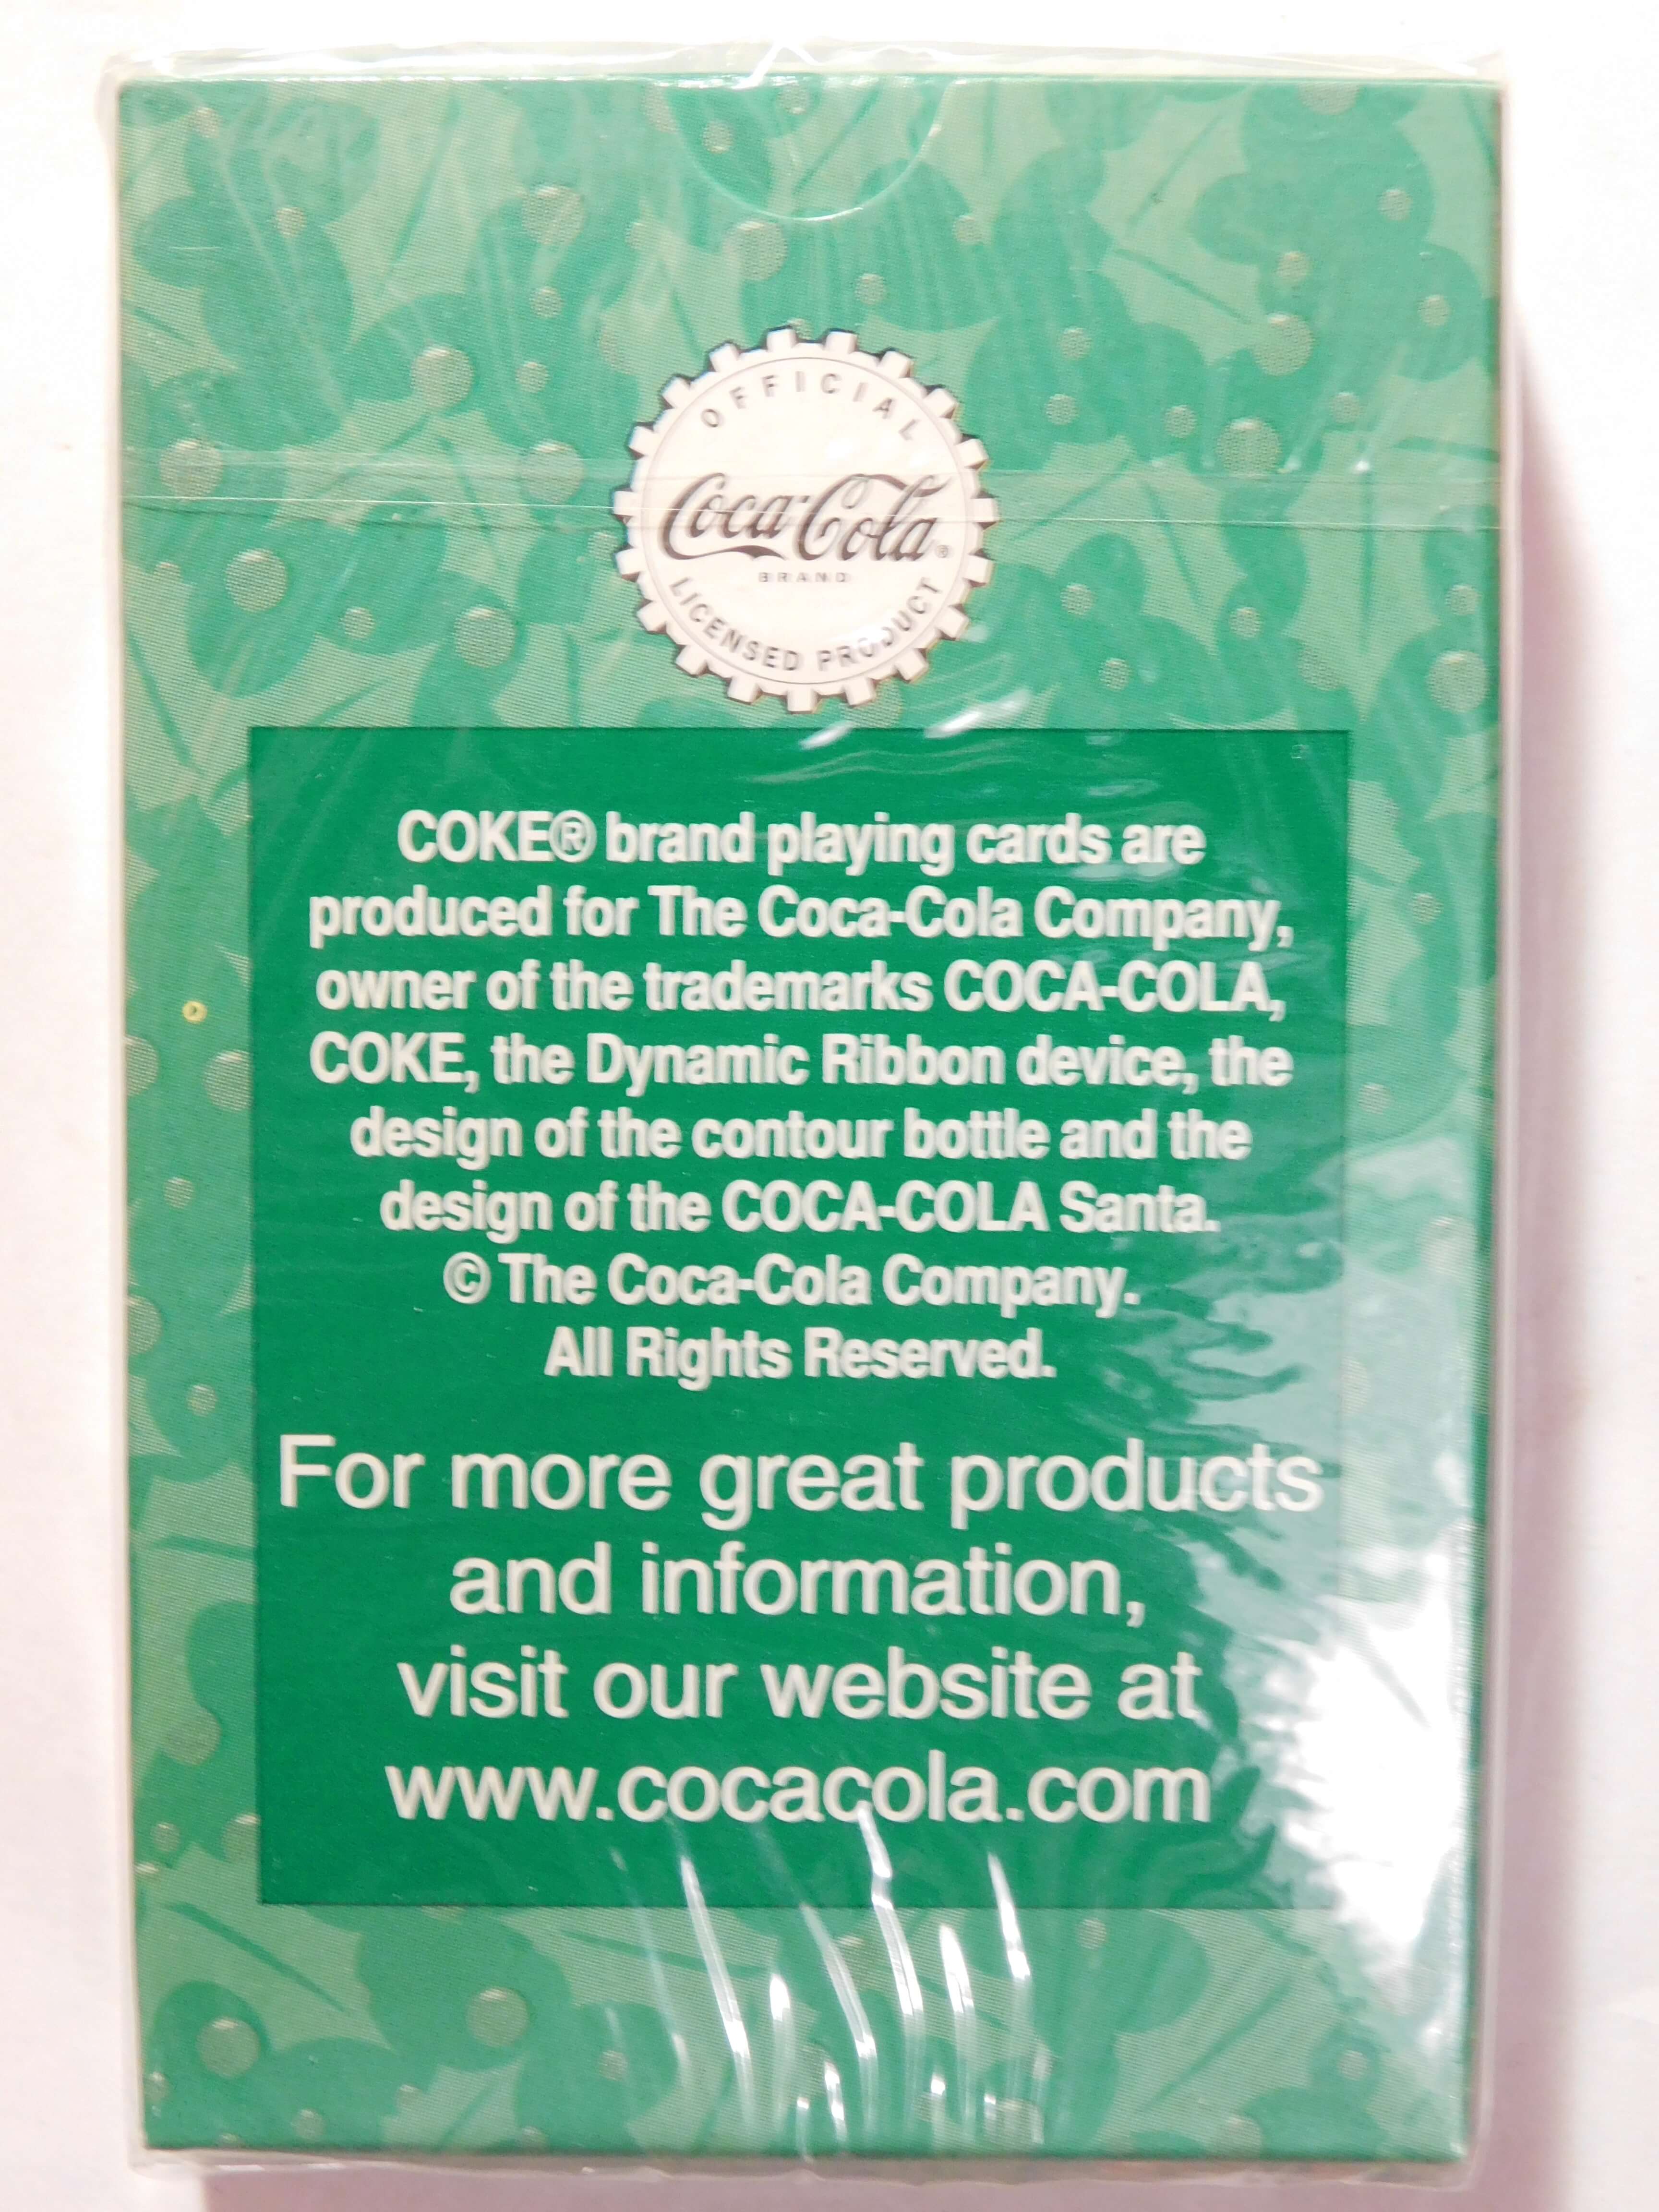 OFFICIAL
Coca-Cola®
BRAND
LICENSED PRODUCT
COKE® brand playing cards are
produced for The Coca-Cola Company,
owner of the trademarks COCA-COLA,
COKE, the Dynamic Ribbon device, the
design of the contour bottle and the
design of the COCA-COLA Santa.
© The Coca-Cola Company.
All Rights Reserved.
For more great products
and information,
visit our website at
www.cocacola.com